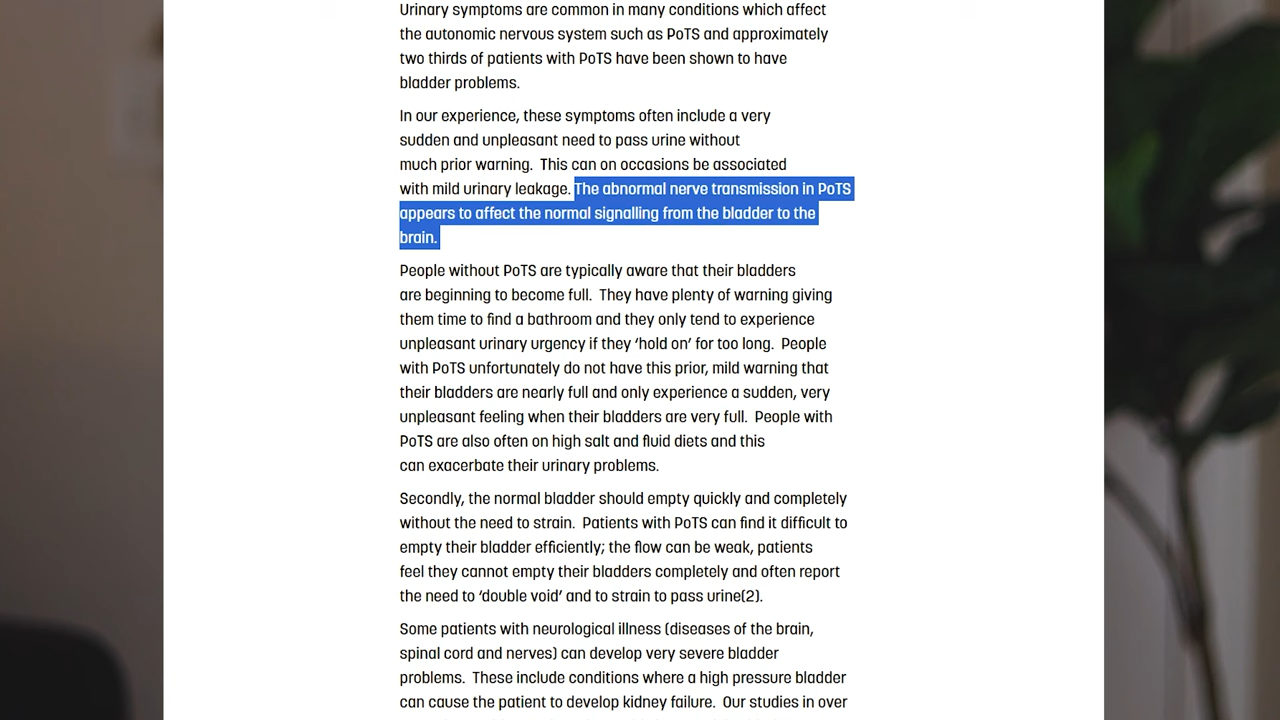 Urinary symptoms are common in many conditions which affect
the autonomic nervous system such as PoTS and approximately
two thirds of patients with PoTS have been shown to have
bladder problems.
In our experience, these symptoms often include a very
sudden and unpleasant need to pass urine without
much prior warning.  This can on occasions be associated
with mild urinary leakage. The abnormal nerve transmission in PoTS
appears to affect the normal signalling from the bladder to the
brain.
People without PoTS are typically aware that their bladders
are beginning to become full.  They have plenty of warning giving
them time to find a bathroom and they only tend to experience
unpleasant urinary urgency if they ‘hold on’ for too long.  People
with PoTS unfortunately do not have this prior, mild warning that
their bladders are nearly full and only experience a sudden, very
unpleasant feeling when their bladders are very full.  People with
PoTS are also often on high salt and fluid diets and this
can exacerbate their urinary problems.
Secondly, the normal bladder should empty quickly and completely
without the need to strain.  Patients with PoTS can find it difficult to
empty their bladder efficiently; the flow can be weak, patients
feel they cannot empty their bladders completely and often report
the need to ‘double void’ and to strain to pass urine(2).
Some patients with neurological illness (diseases of the brain,
spinal cord and nerves) can develop very severe bladder
problems.  These include conditions where a high pressure bladder
can cause the patient to develop kidney failure.  Our studies in over